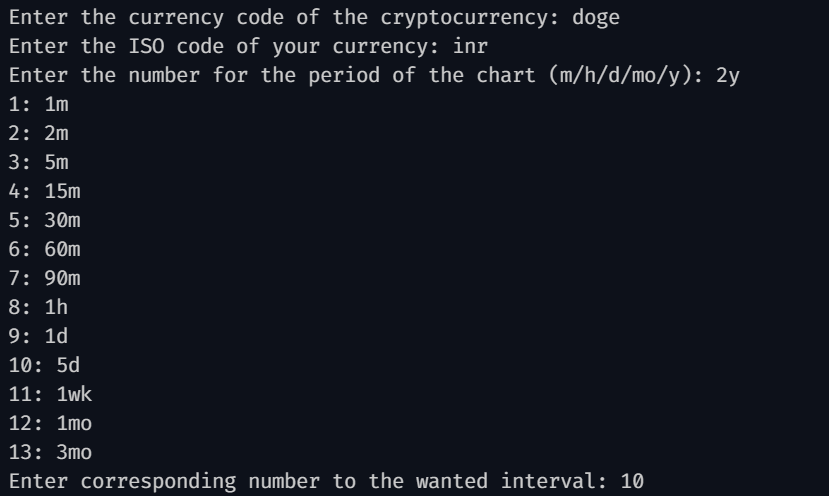 Enter the currency code of the cryptocurrency: doge
Enter the ISO code of your currency: inr
Enter the number for the period of the chart (m/h/d/mo/y): 2y
1: 1m
2: 2m
3: 5m
4: 15m
5: 30m
6: 60m
7: 90m
8: 1h
9: 1d
10: 5d
11: 1wk
12: 1mo
13: 3mo
Enter corresponding number to the wanted interval: 10